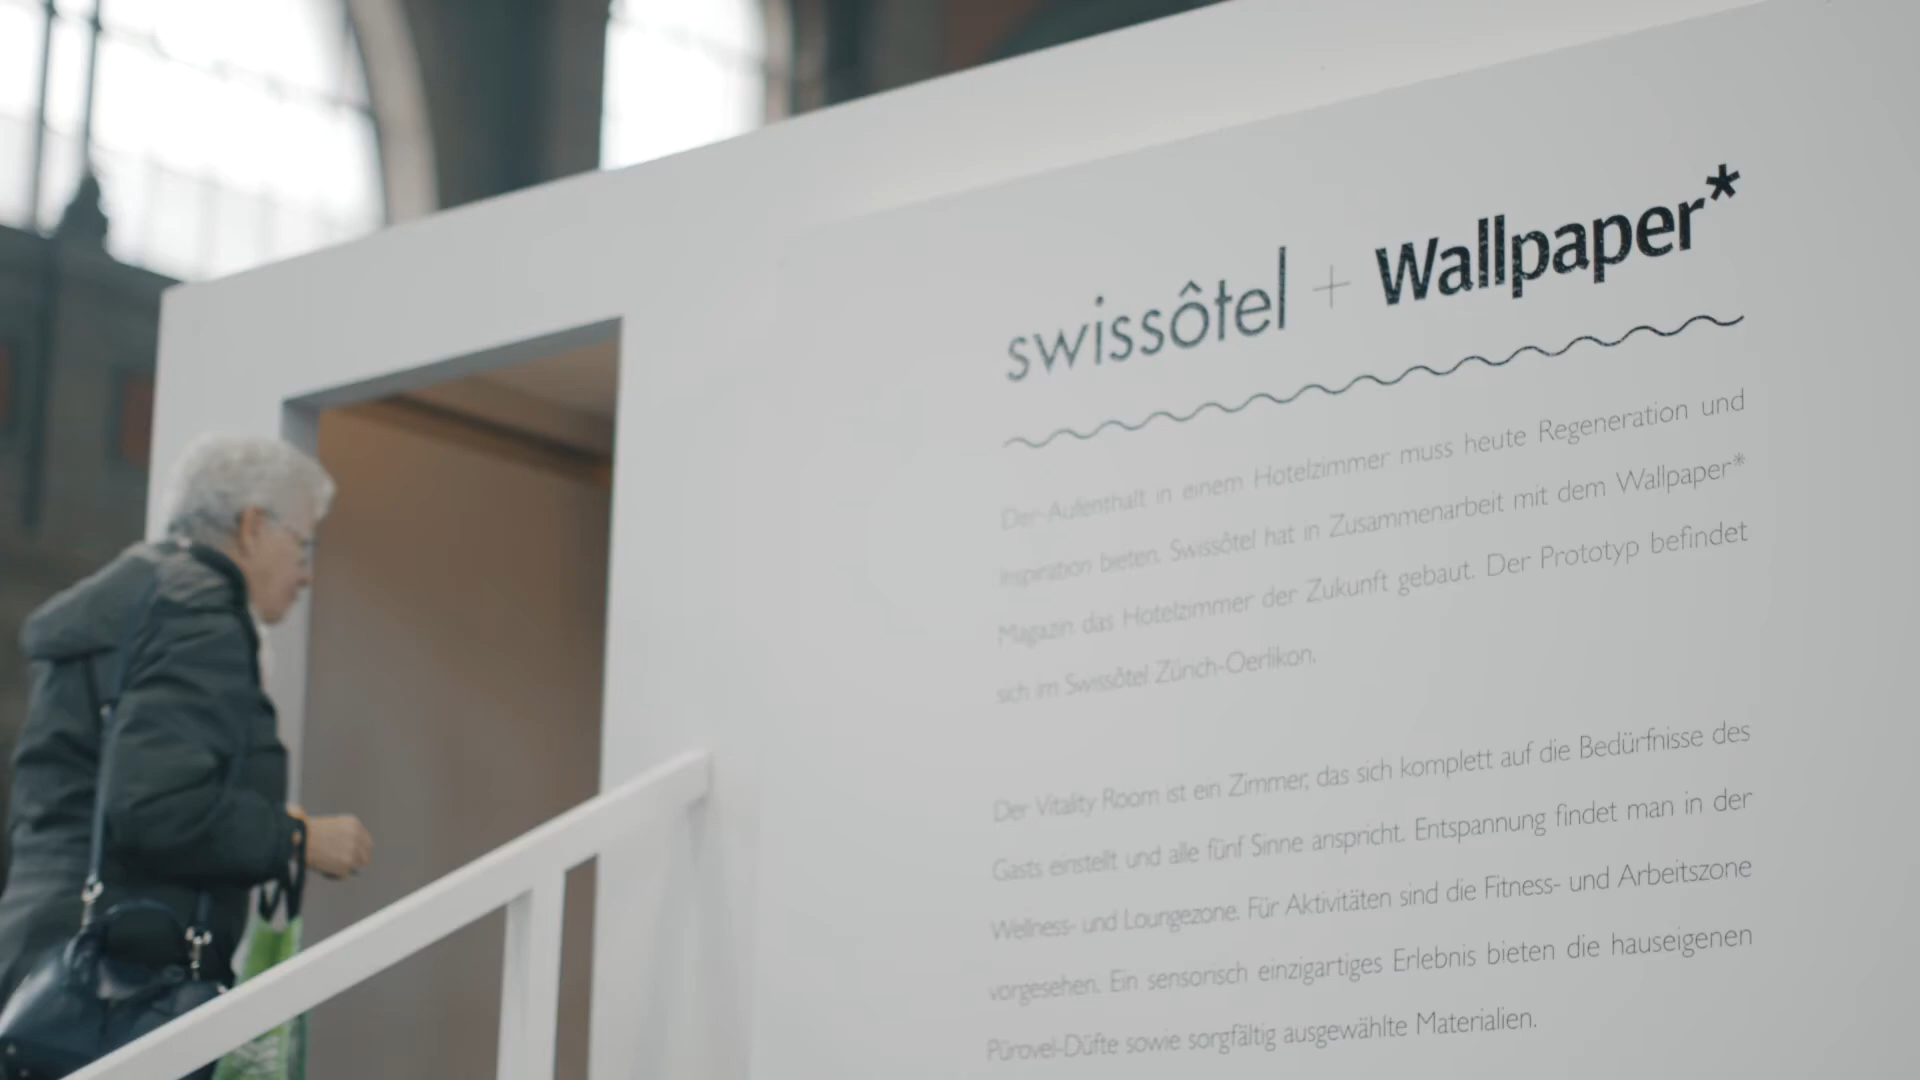 swissôtel + Wallpaper*
Der Aufenthalt in einem Hotelzimmer muss heute Regeneration und
Inspiration bieten. Swissôtel hat in Zusammenarbeit mit dem Wallpaper*
Magazin das Hotelzimmer der Zukunft gebaut. Der Prototyp befindet
sich im Swissôtel Zürich-Oerlikon.
Der Vitality Room ist ein Zimmer, das sich komplett auf die Bedürfnisse des
Gasts einstellt und alle fünf Sinne anspricht. Entspannung findet man in der
Wellness- und Loungezone. Für Aktivitäten sind die Fitness- und Arbeitszone
vorgesehen. Ein sensorisch einzigartiges Erlebnis bieten die hauseigenen
Pürovel-Düfte sowie sorgfältig ausgewählte Materialien.